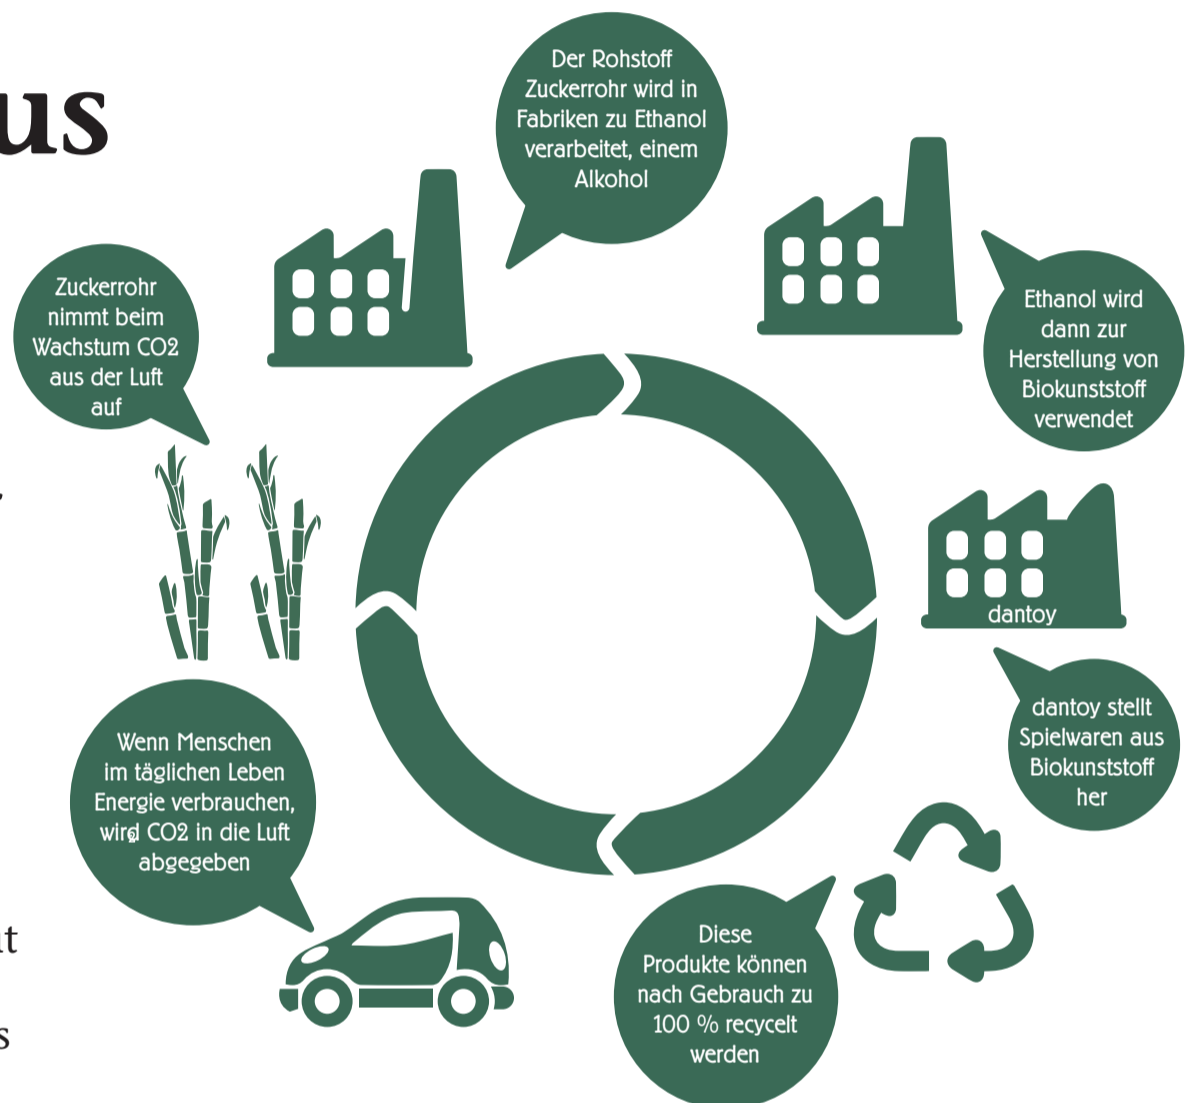 us
Der Rohstoff
Zuckerrohr wird in
Fabriken zu Ethanol
verarbeitet, einem
Alkohol
Ethanol wird
dann zur
Herstellung von
Biokunststoff
verwendet
dantoy
dantoy stellt
Spielwaren aus
Biokunststoff
her
Diese
Produkte können
nach Gebrauch zu
100 % recycelt
werden
Wenn Menschen
im täglichen Leben
Energie verbrauchen,
wird CO2 in die Luft
abgegeben
Zuckerrohr
nimmt beim
Wachstum CO2
aus der Luft
auf